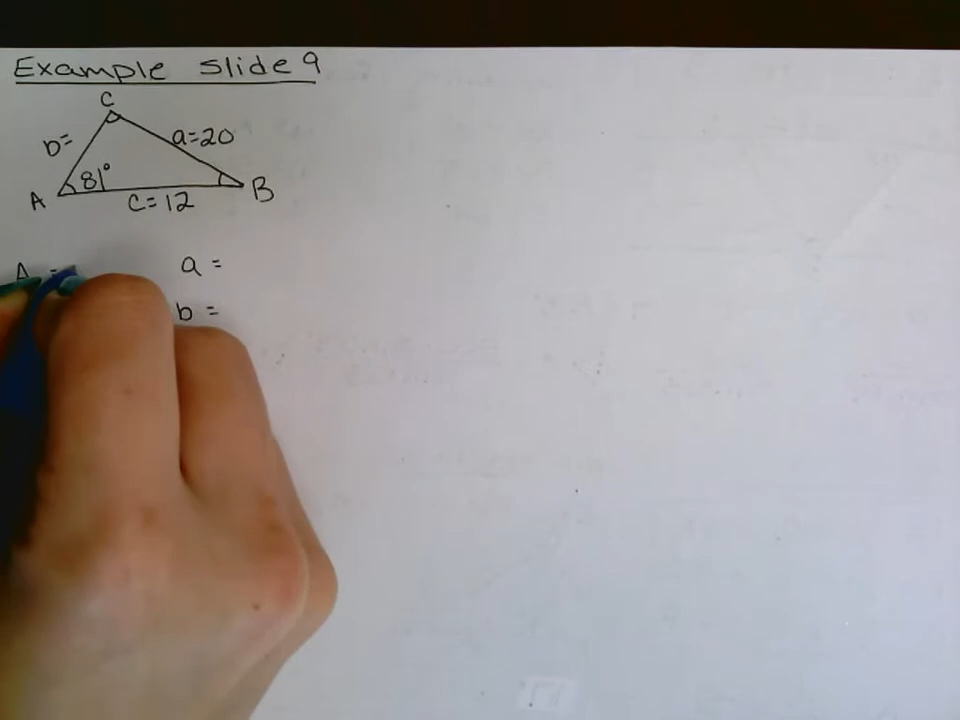 Example slide 9
C
b=
a=20
81°
A
B
c=12
A =
a =
b =